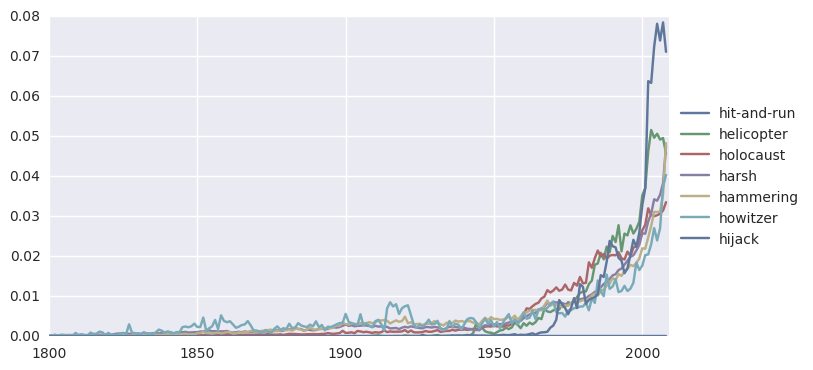 0.08
0.07
0.06
0.05
0.04
0.03
0.02
0.01
0.00
1800
1850
1900
1950
2000
hit-and-run
helicopter
holocaust
harsh
hammering
howitzer
hijack